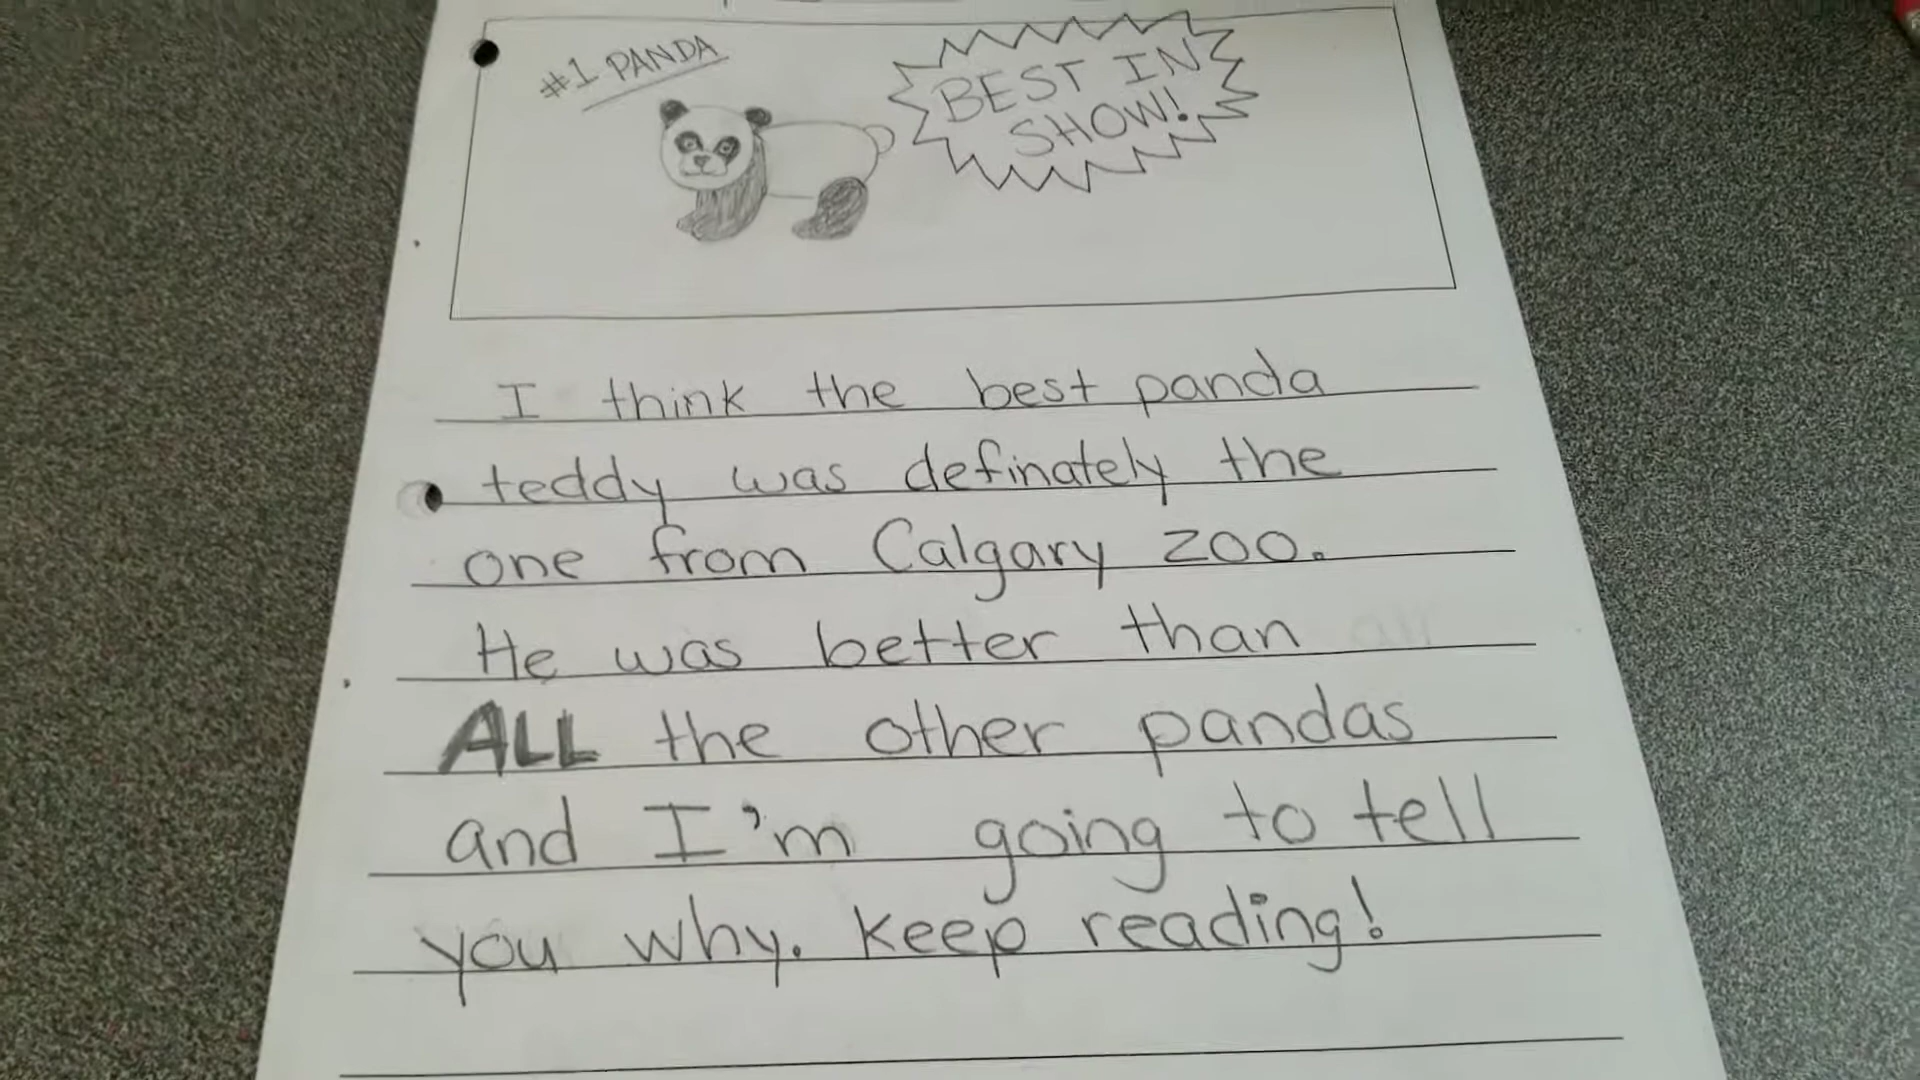 #1 PANDA
BEST IN
SHOW!
I think the best panda
teddy was definately the
one from Calgary zoo.
He was better than all
ALL the other pandas
and I'm going to tell
you why. Keep reading!